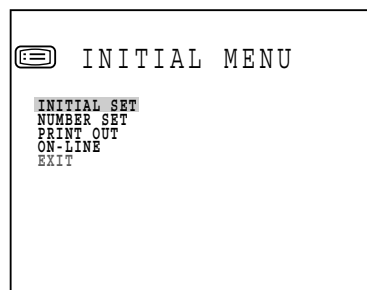 INITIAL MENU
INITIAL SET
NUMBER SET
PRINT OUT
ON-LINE
EXIT